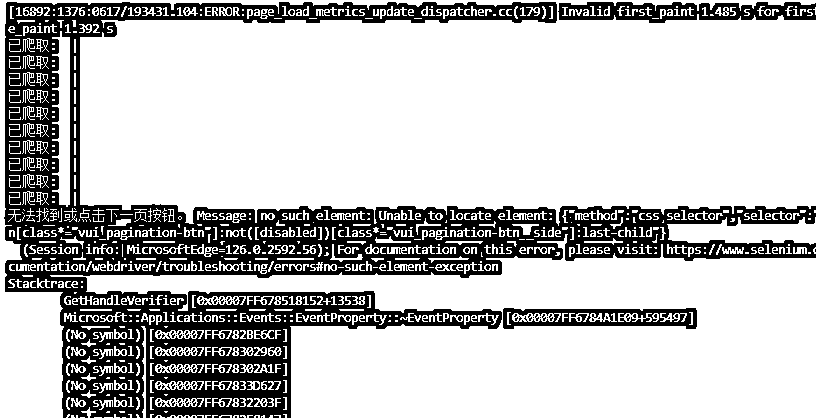 [16892:1376:0617/193431.104:ERROR:page_load_metrics_update_dispatcher.cc(179)] Invalid first_paint 1.485 s for first
e_paint 1.392 s
已爬取:
已爬取:
已爬取:
已爬取:
已爬取:
已爬取:
已爬取:
已爬取:
已爬取:
已爬取:
无法找到或点击下一页按钮。 Message: no such element: Unable to locate element: {"method":"css selector","selector":
n[class*="vui_pagination-btn"]:not([disabled])[class*="vui_pagination-btn__side"]:last-child"}
(Session info: MicrosoftEdge=126.0.2592.56); For documentation on this error, please visit: https://www.selenium.
cumentation/webdriver/troubleshooting/errors#no-such-element-exception
Stacktrace:
GetHandleVerifier [0x00007FF678518152+13538]
Microsoft::Applications::Events::EventProperty::~EventProperty [0x00007FF6784A1E09+595497]
(No symbol) [0x00007FF6782BE6CF]
(No symbol) [0x00007FF678302960]
(No symbol) [0x00007FF678302A1F]
(No symbol) [0x00007FF67833D627]
(No symbol) [0x00007FF67832203F]
(No symbol)